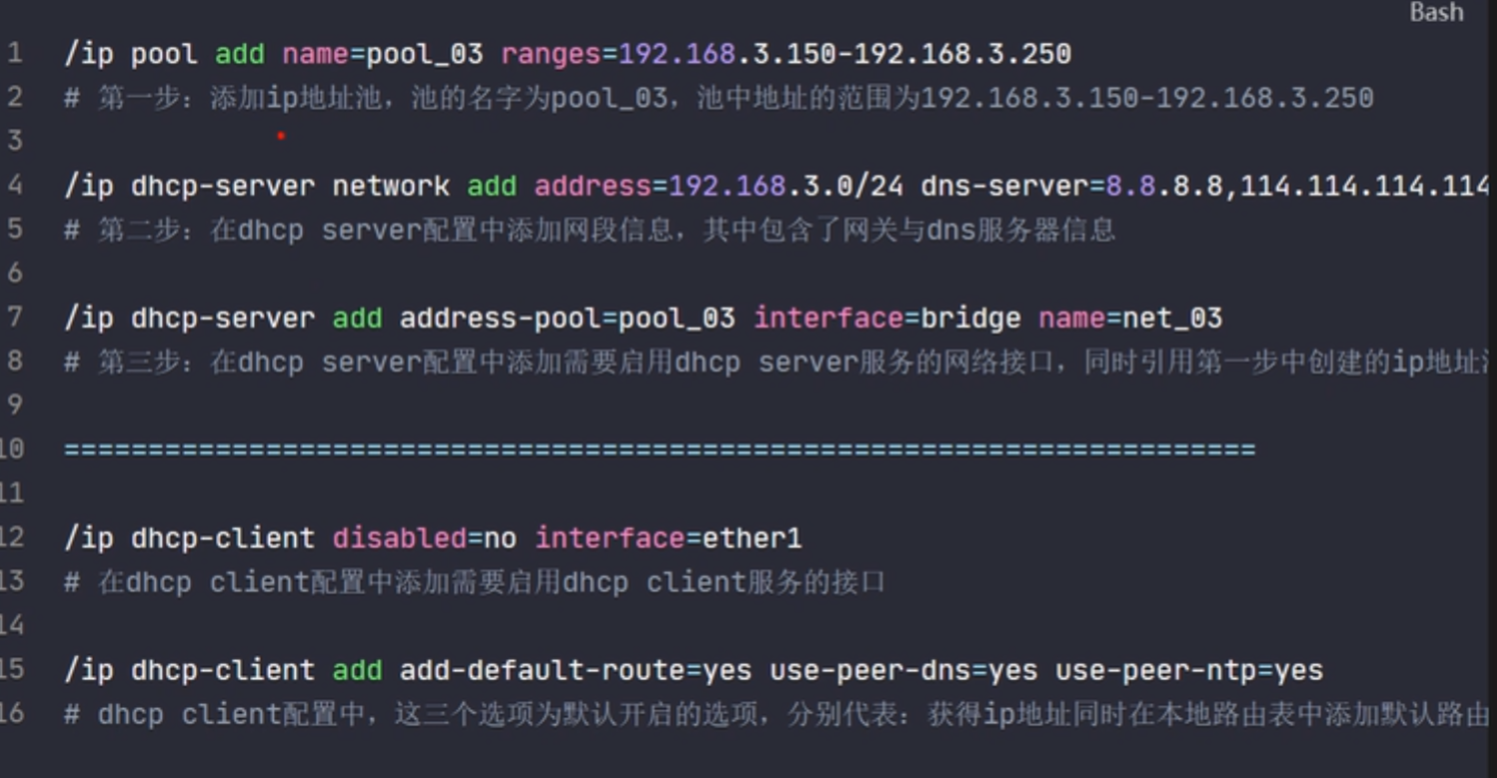 Bash
1 /ip pool add name=pool_03 ranges=192.168.3.150-192.168.3.250
2 # 第一步：添加ip地址池，池的名字为pool_03，池中地址的范围为192.168.3.150-192.168.3.250
3
4 /ip dhcp-server network add address=192.168.3.0/24 dns-server=8.8.8.8,114.114.114.114
5 # 第二步：在dhcp server配置中添加网段信息，其中包含了网关与dns服务器信息
6
7 /ip dhcp-server add address-pool=pool_03 interface=bridge name=net_03
8 # 第三步：在dhcp server配置中添加需要启用dhcp server服务的网络接口，同时引用第一步中创建的ip地址
9
10 =======================================================================
11
12 /ip dhcp-client disabled=no interface=ether1
13 # 在dhcp client配置中添加需要启用dhcp client服务的接口
14
15 /ip dhcp-client add add-default-route=yes use-peer-dns=yes use-peer-ntp=yes
16 # dhcp client配置中，这三个选项为默认开启的选项，分别代表：获得ip地址同时在本地路由表中添加默认路由